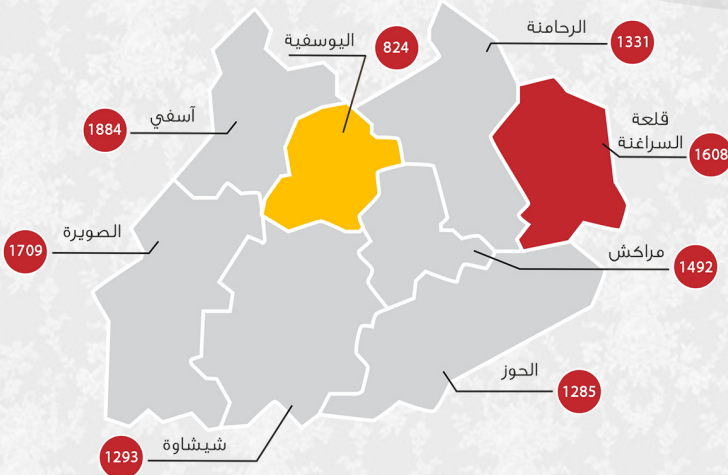 الرحامنة
1331
اليوسفية
824
قلعة
السراغنة
1608
آسفي
1884
الصويرة
1709
مراكش
1492
الحوز
1285
شيشاوة
1293